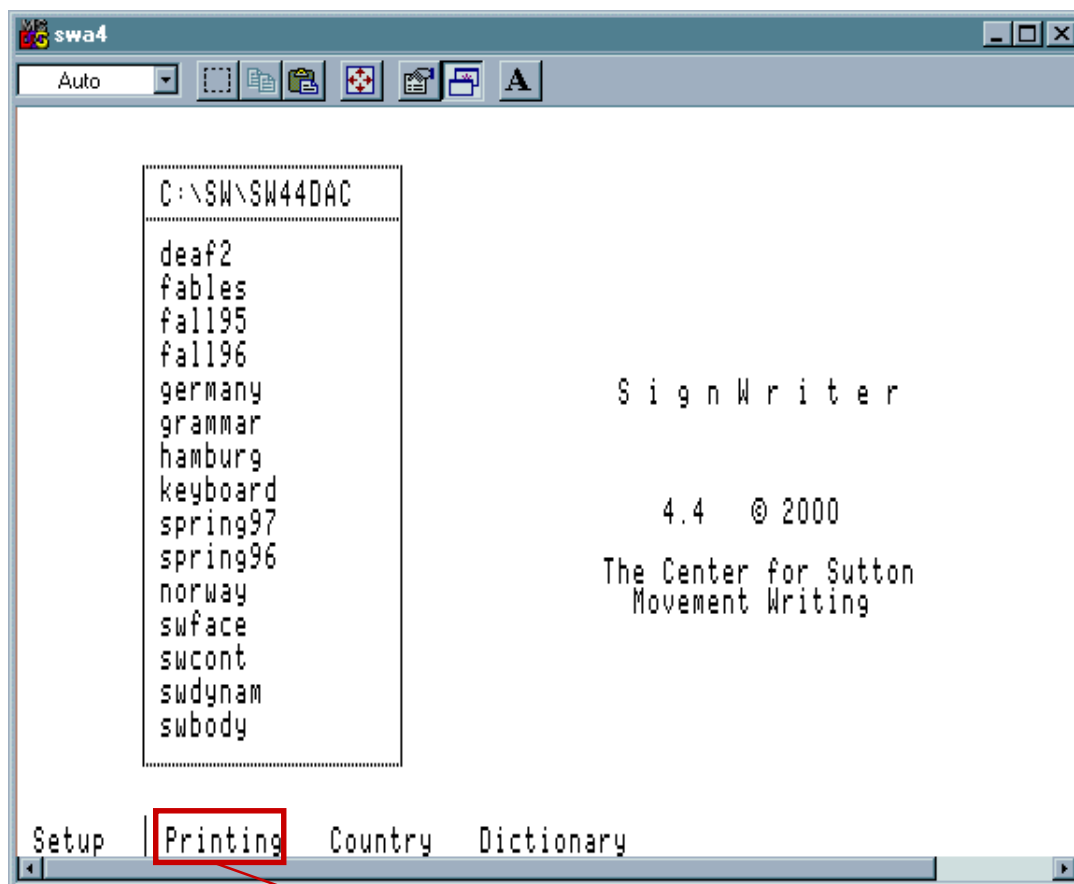 swa4
Auto
A
C:\SW\SW44DAC
deaf2
fables
fall95
fall96
germany
grammar
hamburg
keyboard
spring97
spring96
norway
swface
swcont
swdynam
swbody
S i g n W r i t e r
4.4 © 2000
The Center for Sutton
Movement Writing
Setup Printing Country Dictionary